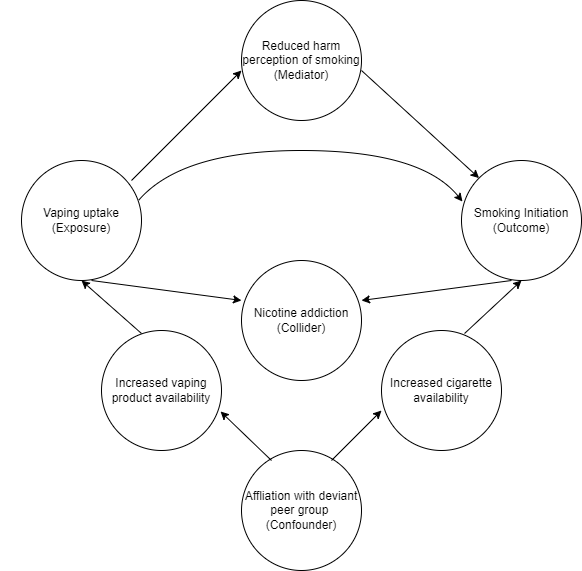 Reduced harm
perception of smoking
(Mediator)
Vaping uptake
(Exposure)
Smoking Initiation
(Outcome)
Nicotine addiction
(Collider)
Increased vaping
product availability
Increased cigarette
availability
Affliation with deviant
peer group
(Confounder)